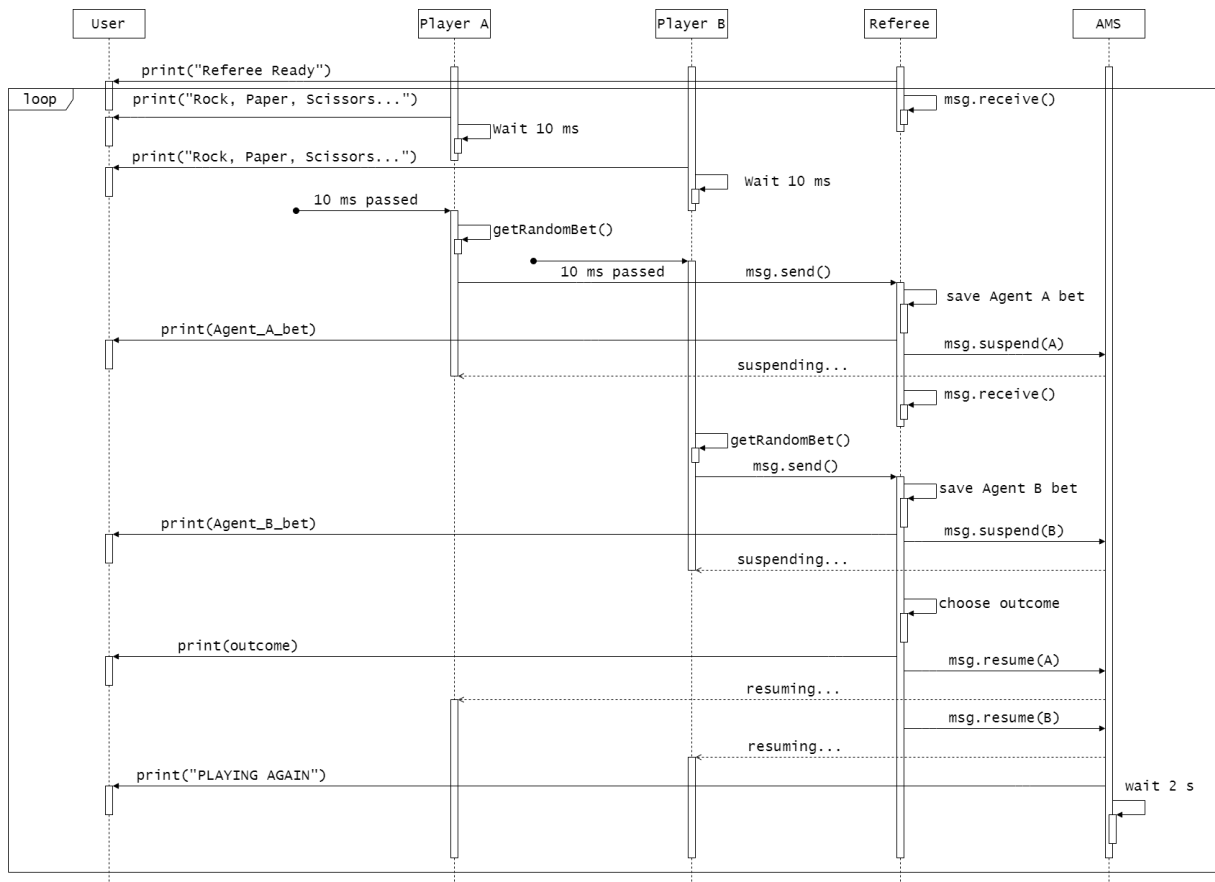 User
Player A
Player B
Referee
AMS
print("Referee Ready")
loop
print("Rock, Paper, Scissors...")
msg.receive()
Wait 10 ms
print("Rock, Paper, Scissors...")
Wait 10 ms
10 ms passed
getRandomBet()
10 ms passed
msg.send()
save Agent A bet
print(Agent_A_bet)
msg.suspend(A)
suspending...
msg.receive()
getRandomBet()
msg.send()
save Agent B bet
print(Agent_B_bet)
msg.suspend(B)
suspending...
choose outcome
print(outcome)
msg.resume(A)
resuming...
msg.resume(B)
resuming...
print("PLAYING AGAIN")
wait 2 s